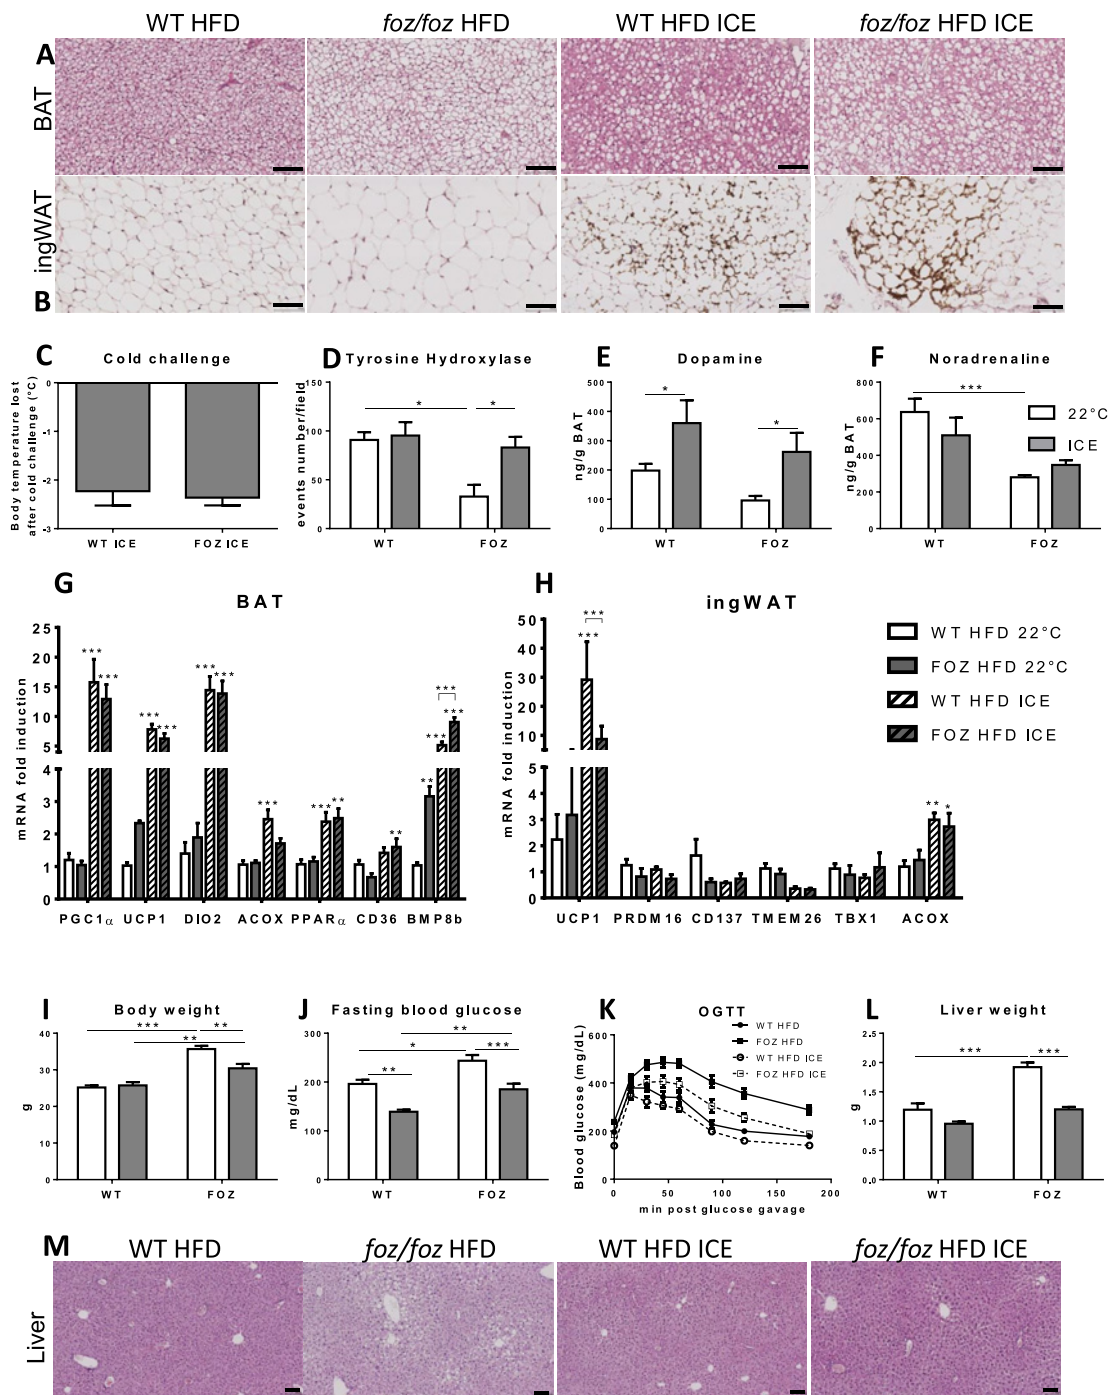 WT HFD
foz/foz HFD
WT HFD ICE
foz/foz HFD ICE
A
BAT
ingWAT
B
C
Cold challenge
Body temperature lost
after cold challenge (°C)
0
-1
-2
-3
WT ICE
FOZ ICE
D
Tyrosine Hydroxylase
events number/field
150
100
50
0
*
*
WT
FOZ
E
Dopamine
ng/g BAT
500
400
300
200
100
0
*
*
WT
FOZ
F
Noradrenaline
ng/g BAT
800
600
400
200
0
***
22°C
ICE
WT
FOZ
G
BAT
mRNA fold induction
25
20
15
10
5
4
3
2
1
0
***
***
***
***
***
***
***
***
**
**
**
***
***
***
PGC1α
UCP1
DIO2
ACOX
PPARα
CD36
BMP8b
H
ingWAT
mRNA fold induction
50
40
30
20
10
5
4
3
2
1
0
***
***
**
*
UCP1
PRDM16
CD137
TMEM26
TBX1
ACOX
WT HFD 22°C
FOZ HFD 22°C
WT HFD ICE
FOZ HFD ICE
I
Body weight
g
40
30
20
10
0
***
**
**
WT
FOZ
J
Fasting blood glucose
mg/dL
300
200
100
0
**
*
***
**
WT
FOZ
K
OGTT
Blood glucose (mg/dL)
600
400
200
0
WT HFD
FOZ HFD
WT HFD ICE
FOZ HFD ICE
0
50
100
150
200
min post glucose gavage
L
Liver weight
g
2.5
2.0
1.5
1.0
0.5
0.0
***
***
WT
FOZ
M
WT HFD
foz/foz HFD
WT HFD ICE
foz/foz HFD ICE
Liver